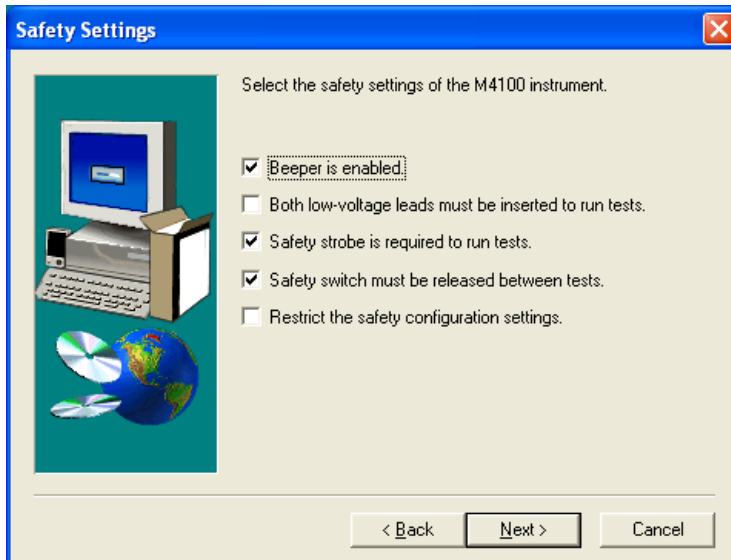 Safety Settings
Select the safety settings of the M4100 instrument.
Beeper is enabled.
Both low-voltage leads must be inserted to run tests.
Safety strobe is required to run tests.
Safety switch must be released between tests.
Restrict the safety configuration settings.
< Back Next > Cancel